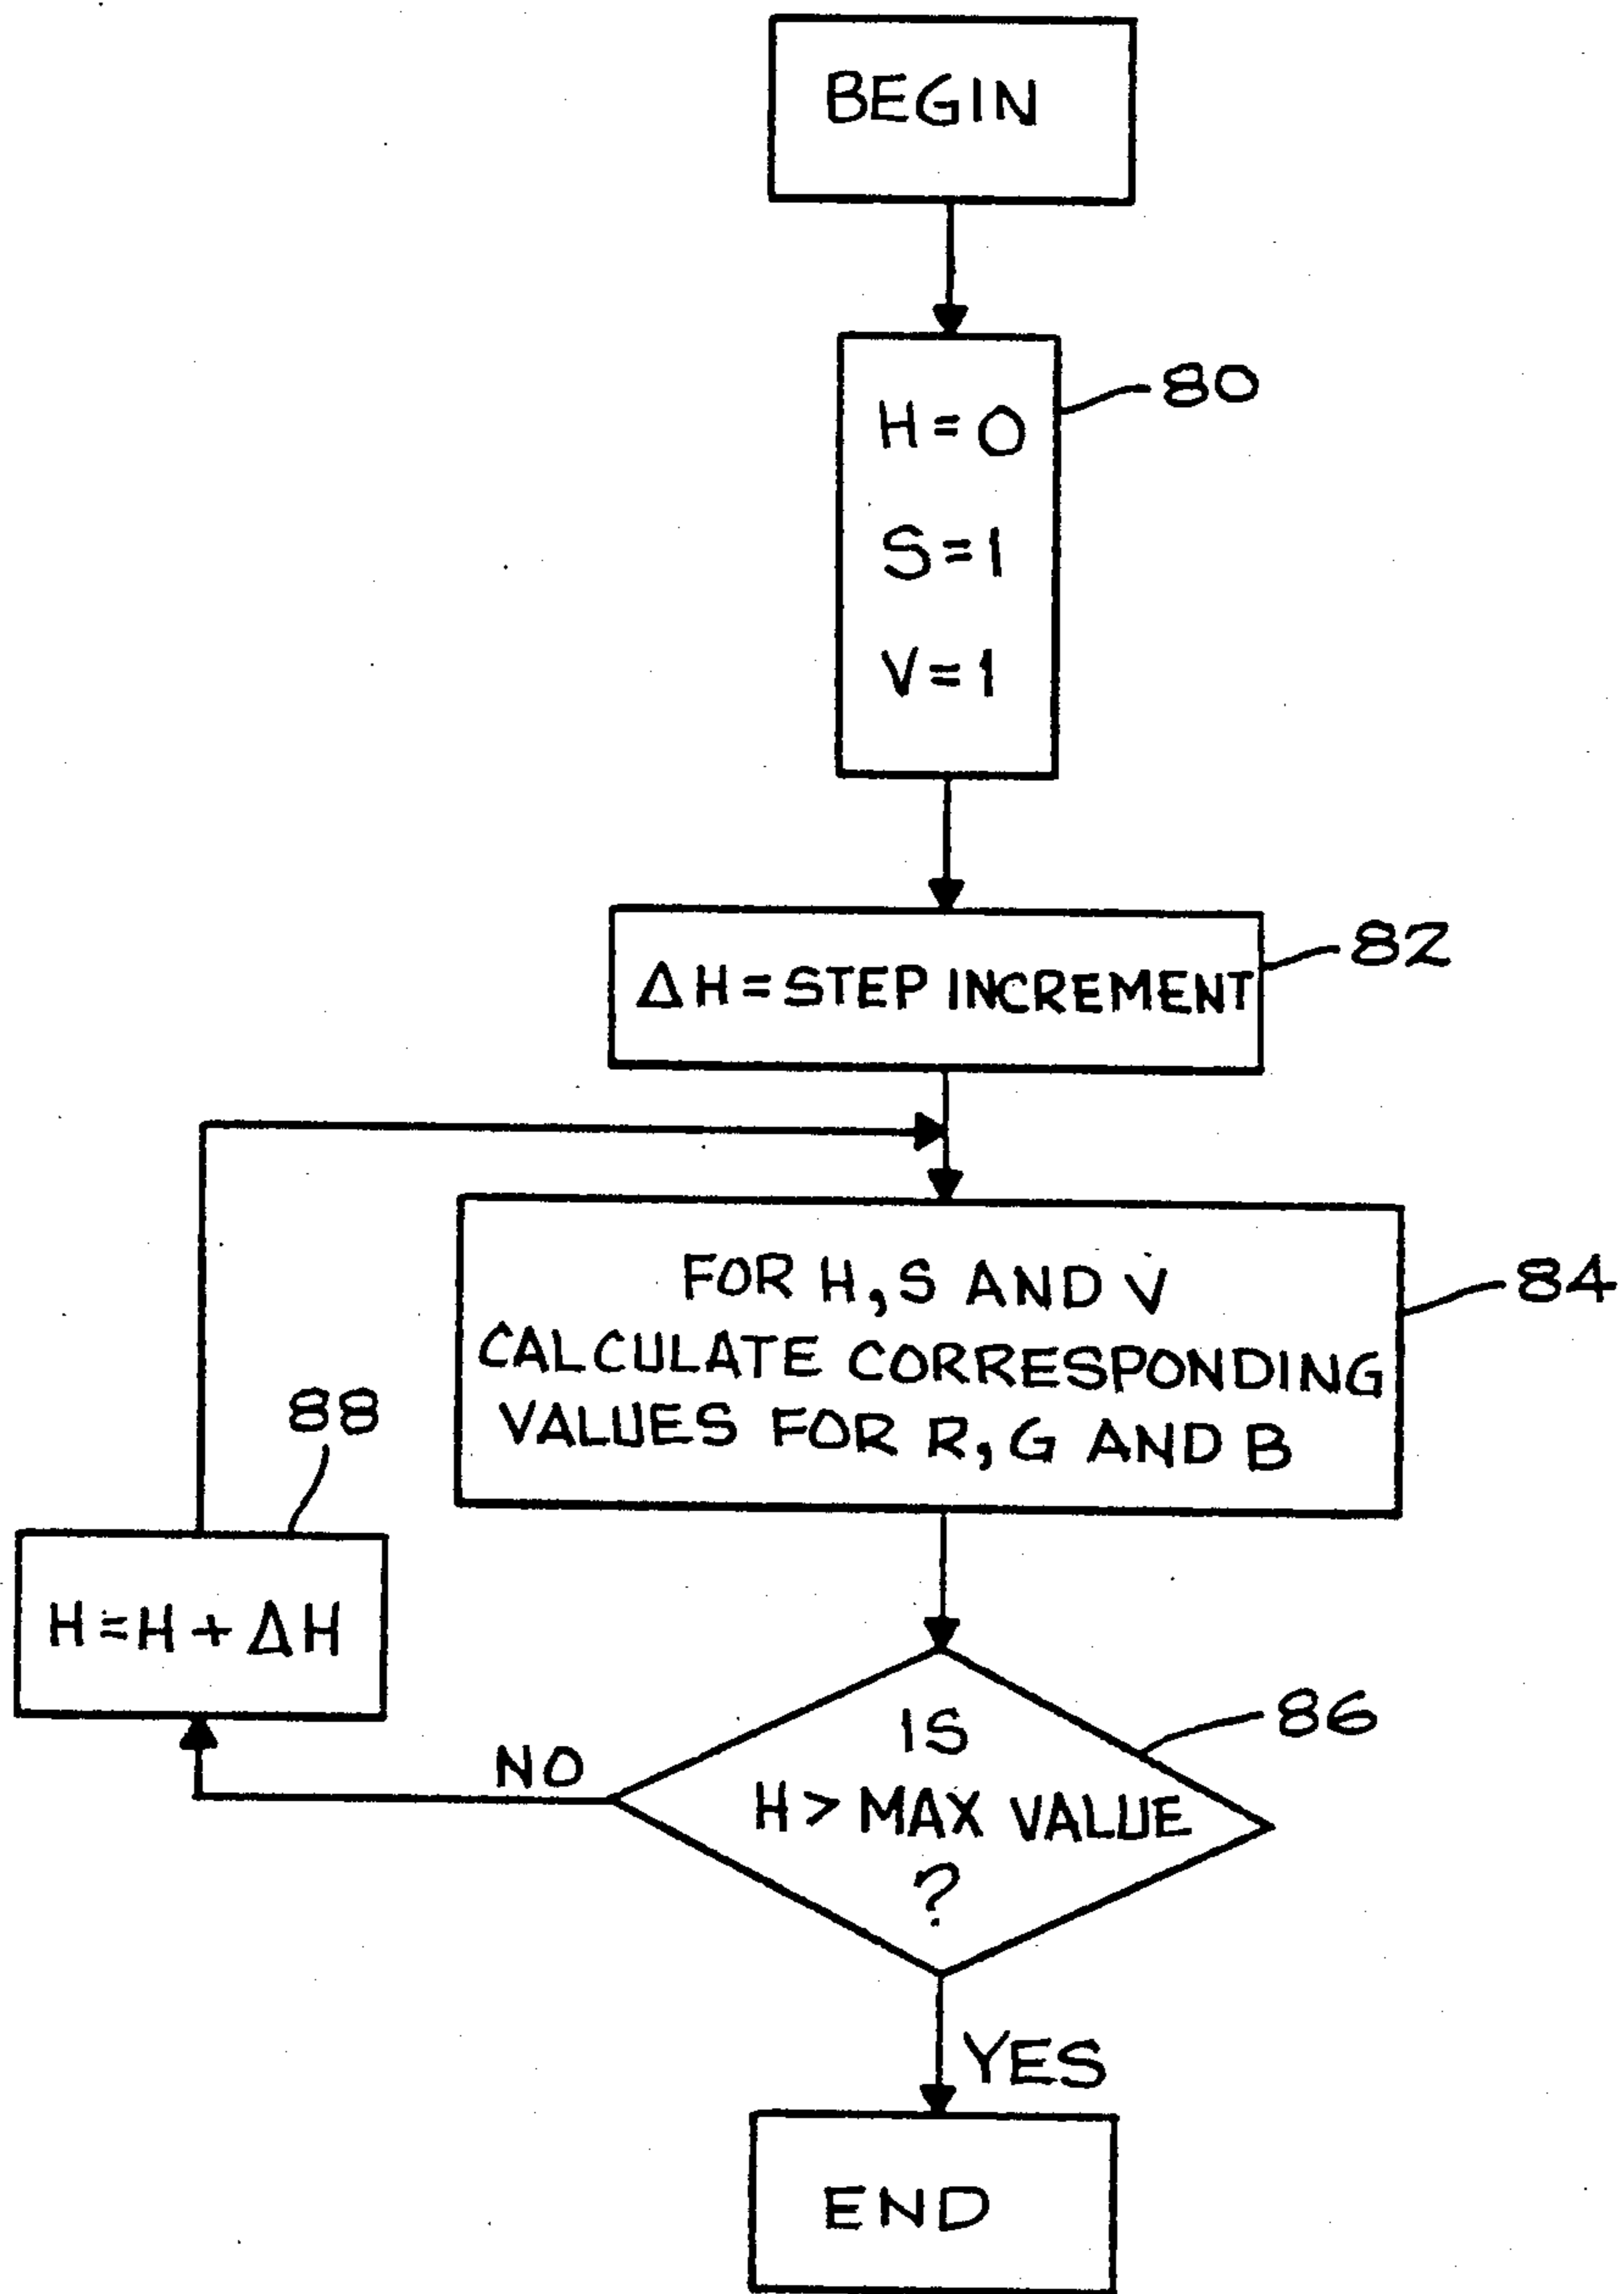 BEGIN
80
H=0
S=1
V=1
82
ΔH=STEP INCREMENT
84
FOR H, S AND V
CALCULATE CORRESPONDING
VALUES FOR R, G AND B
88
H=H+ΔH
86
IS
H > MAX VALUE
?
NO
YES
END